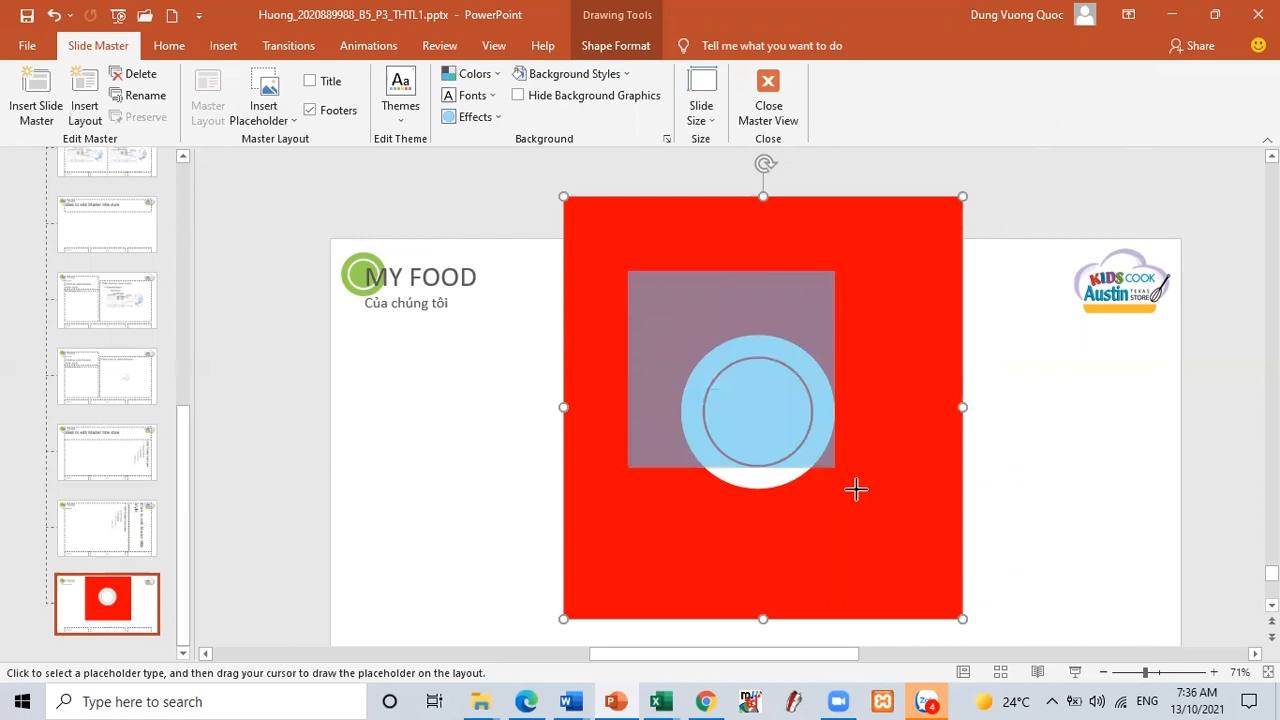 Huong_2020889988_B5_P3_THTL1.pptx - PowerPoint
Drawing Tools
Dung Vuong Quoc
File
Slide Master
Home
Insert
Transitions
Animations
Review
View
Help
Shape Format
Tell me what you want to do
Share
Insert Slide Master
Insert Layout
Delete
Rename
Preserve
Edit Master
Master Layout
Insert Placeholder
Title
Footers
Master Layout
Themes
Edit Theme
Colors
Fonts
Effects
Background Styles
Hide Background Graphics
Background
Slide Size
Size
Close Master View
Close
MY FOOD
Của chúng tôi
KIDS COOK
Austin TEXAS STORE
Click to select a placeholder type, and then drag your cursor to draw the placeholder on the layout.
71%
Type here to search
4
24°C
ENG
7:36 AM
13/10/2021